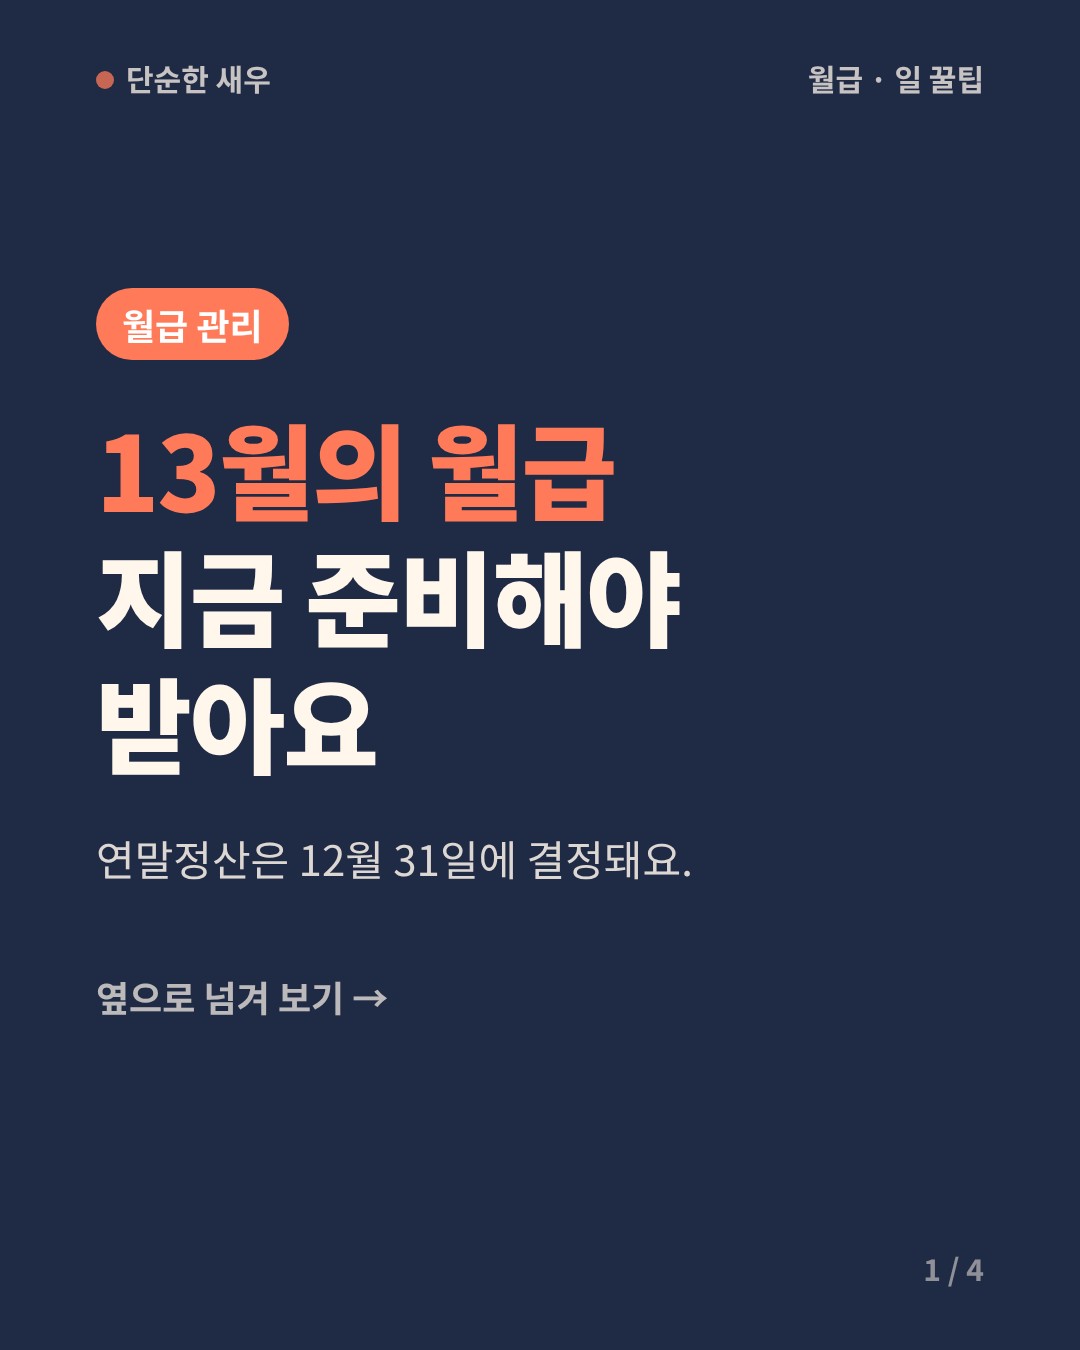 단순한 새우
월급 · 일 꿀팁
월급 관리
13월의 월급
지금 준비해야
받아요
연말정산은 12월 31일에 결정돼요.
옆으로 넘겨 보기 →
1 / 4